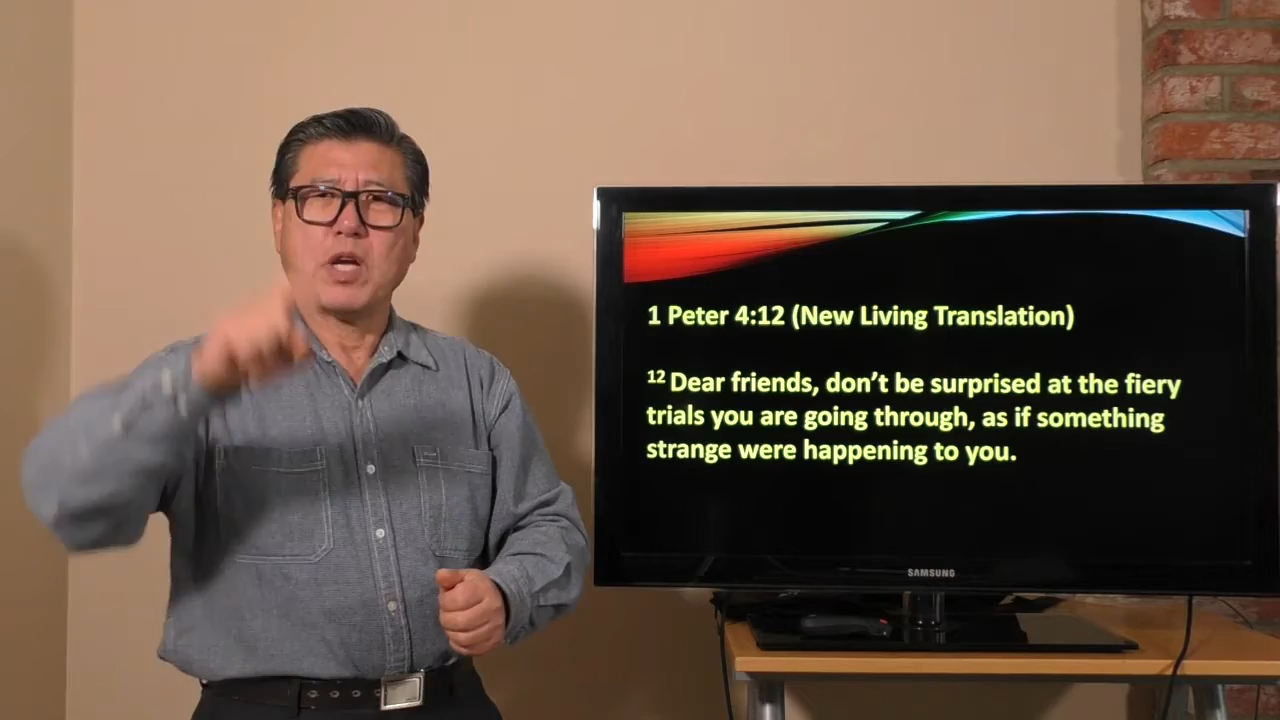 1 Peter 4:12 (New Living Translation)
12 Dear friends, don't be surprised at the fiery
trials you are going through, as if something
strange were happening to you.
SAMSUNG